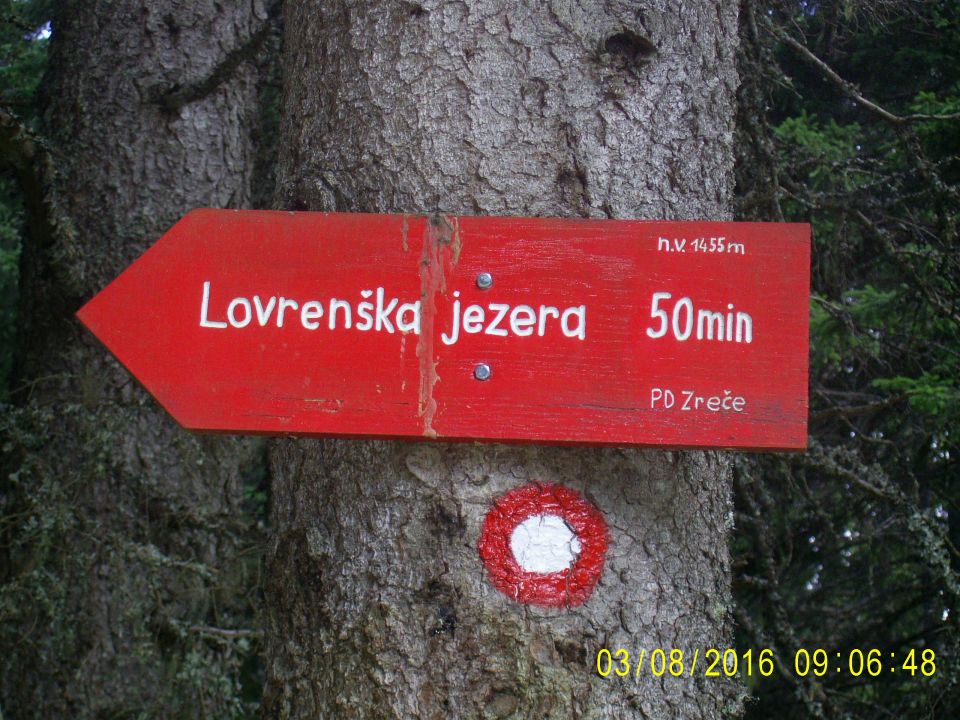 n.v. 1455m
Lovrenška jezera 50min
PD Zreče
03/08/2016 09:06:48